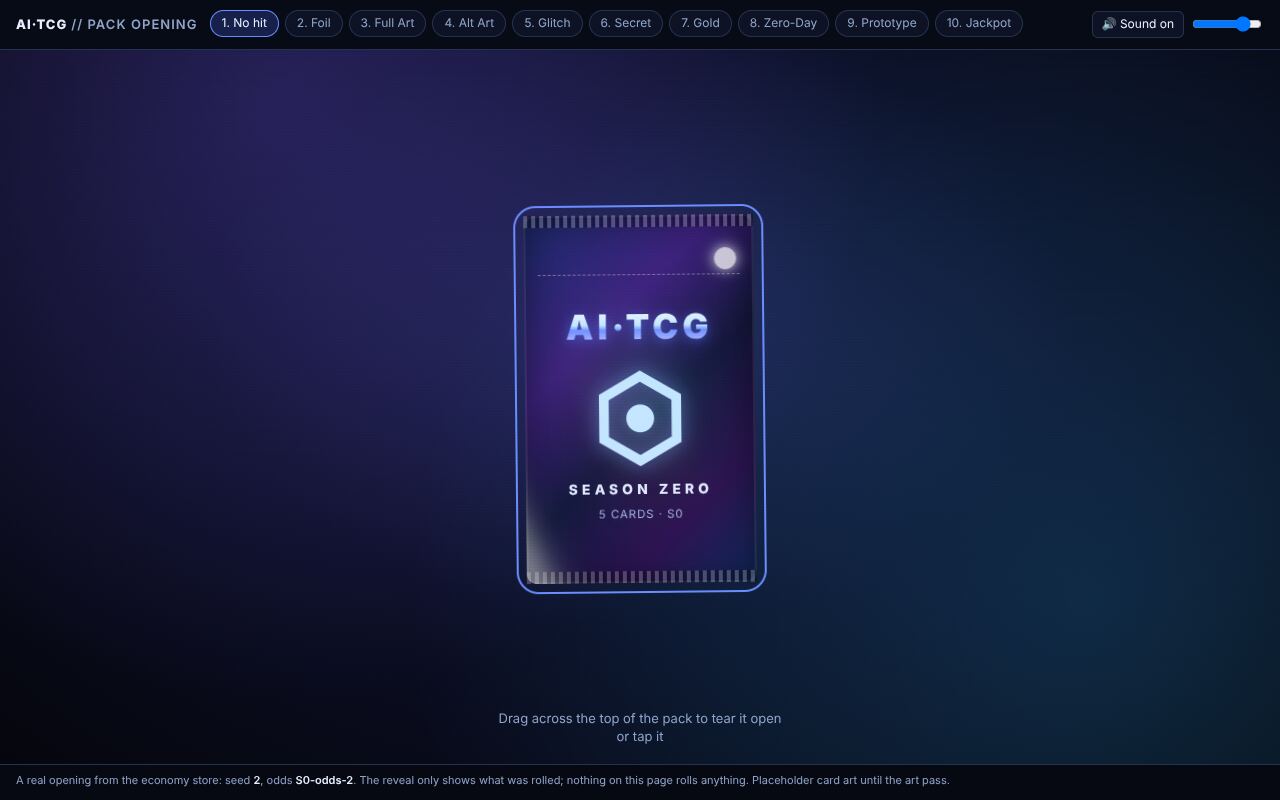 AI·TCG // PACK OPENING
1. No hit
2. Foil
3. Full Art
4. Alt Art
5. Glitch
6. Secret
7. Gold
8. Zero-Day
9. Prototype
10. Jackpot
🔊 Sound on
AI·TCG
SEASON ZERO
5 CARDS · S0
Drag across the top of the pack to tear it open
or tap it
A real opening from the economy store: seed 2, odds S0-odds-2. The reveal only shows what was rolled; nothing on this page rolls anything. Placeholder card art until the art pass.